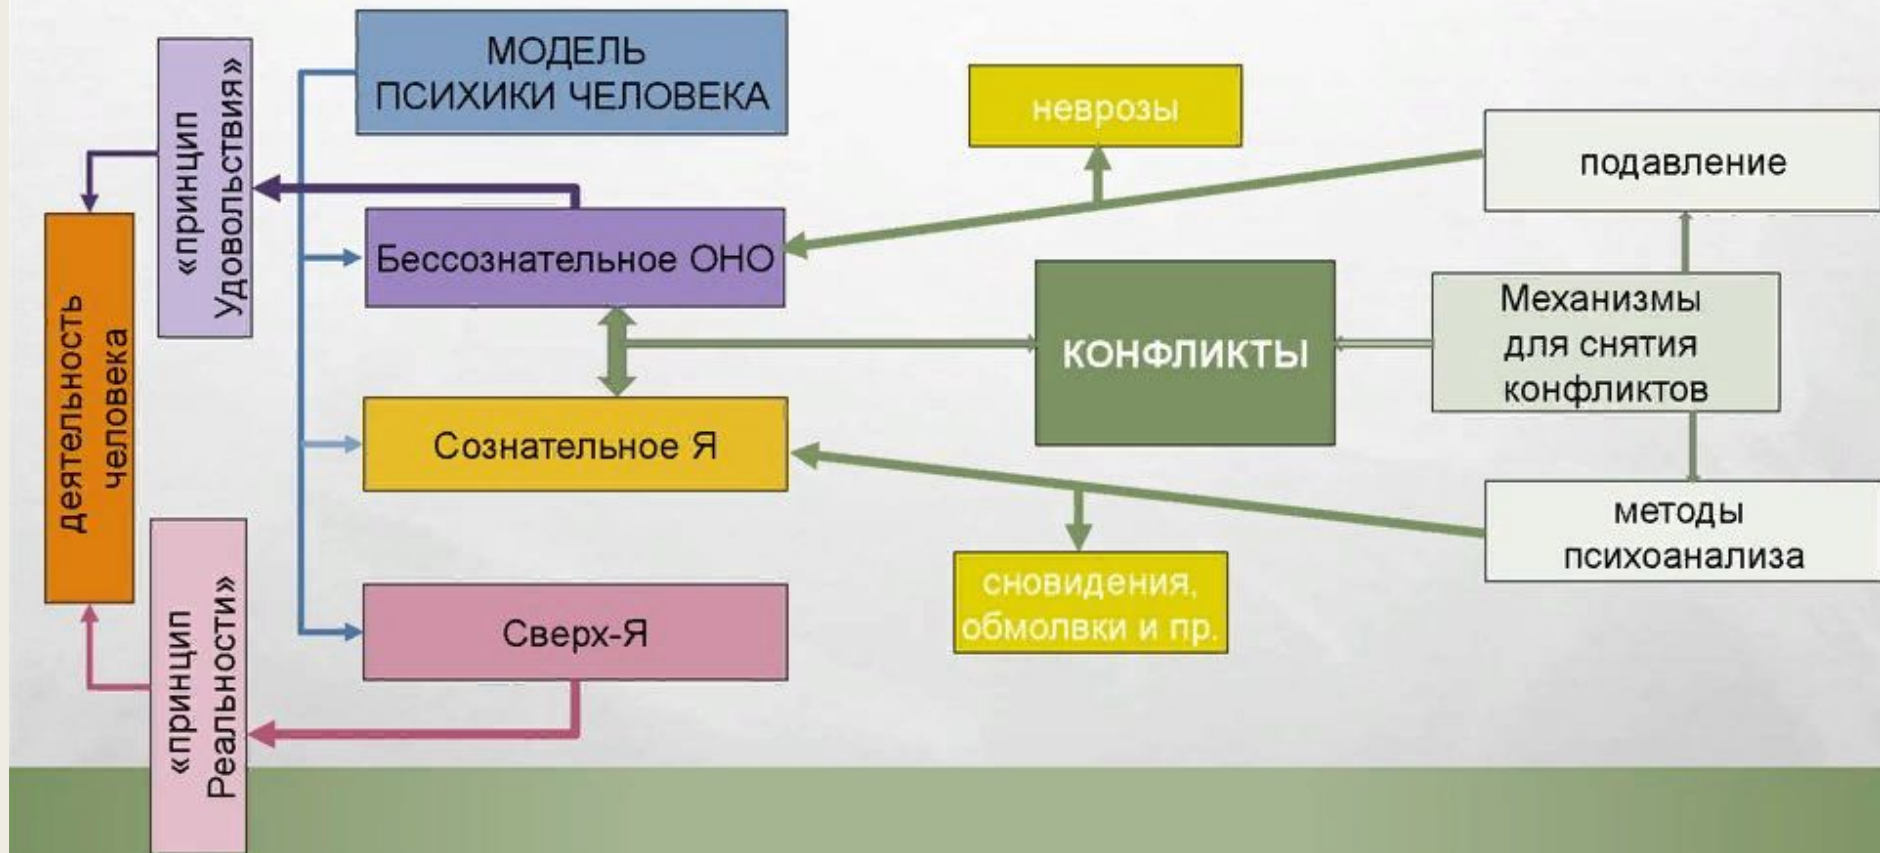 МОДЕЛЬ
ПСИХИКИ ЧЕЛОВЕКА
«принцип
Удовольствия»
неврозы
подавление
Бессознательное ОНО
деятельность
человека
КОНФЛИКТЫ
Механизмы
для снятия
конфликтов
Сознательное Я
методы
психоанализа
«принцип
Реальности»
сновидения,
обмолвки и пр.
Сверх-Я